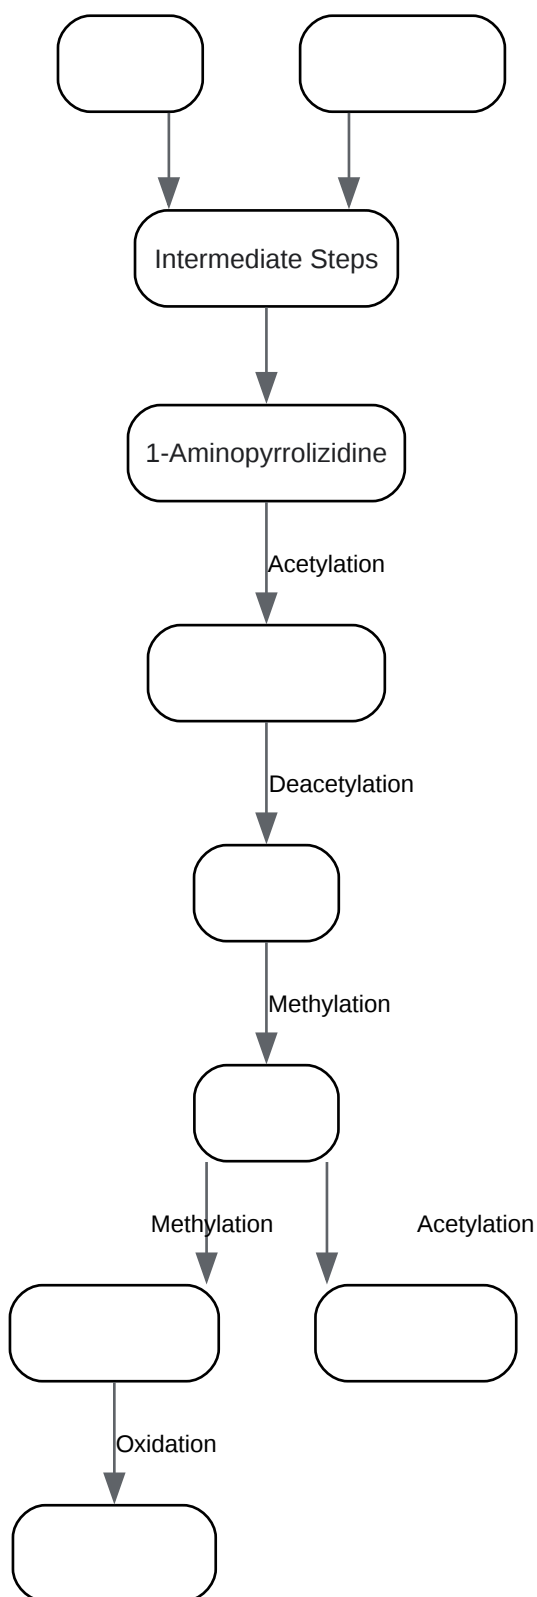 Intermediate Steps
1-Aminopyrrolizidine
Acetylation
Deacetylation
Methylation
Methylation
Acetylation
Oxidation